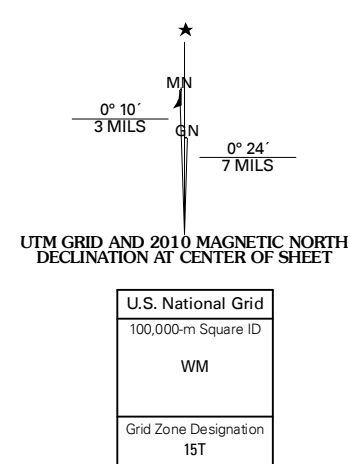 MN
0° 10´
3 MILS
GN
0° 24´
7 MILS
UTM GRID AND 2010 MAGNETIC NORTH
DECLINATION AT CENTER OF SHEET
U.S. National Grid
100,000-m Square ID
WM
Grid Zone Designation
15T